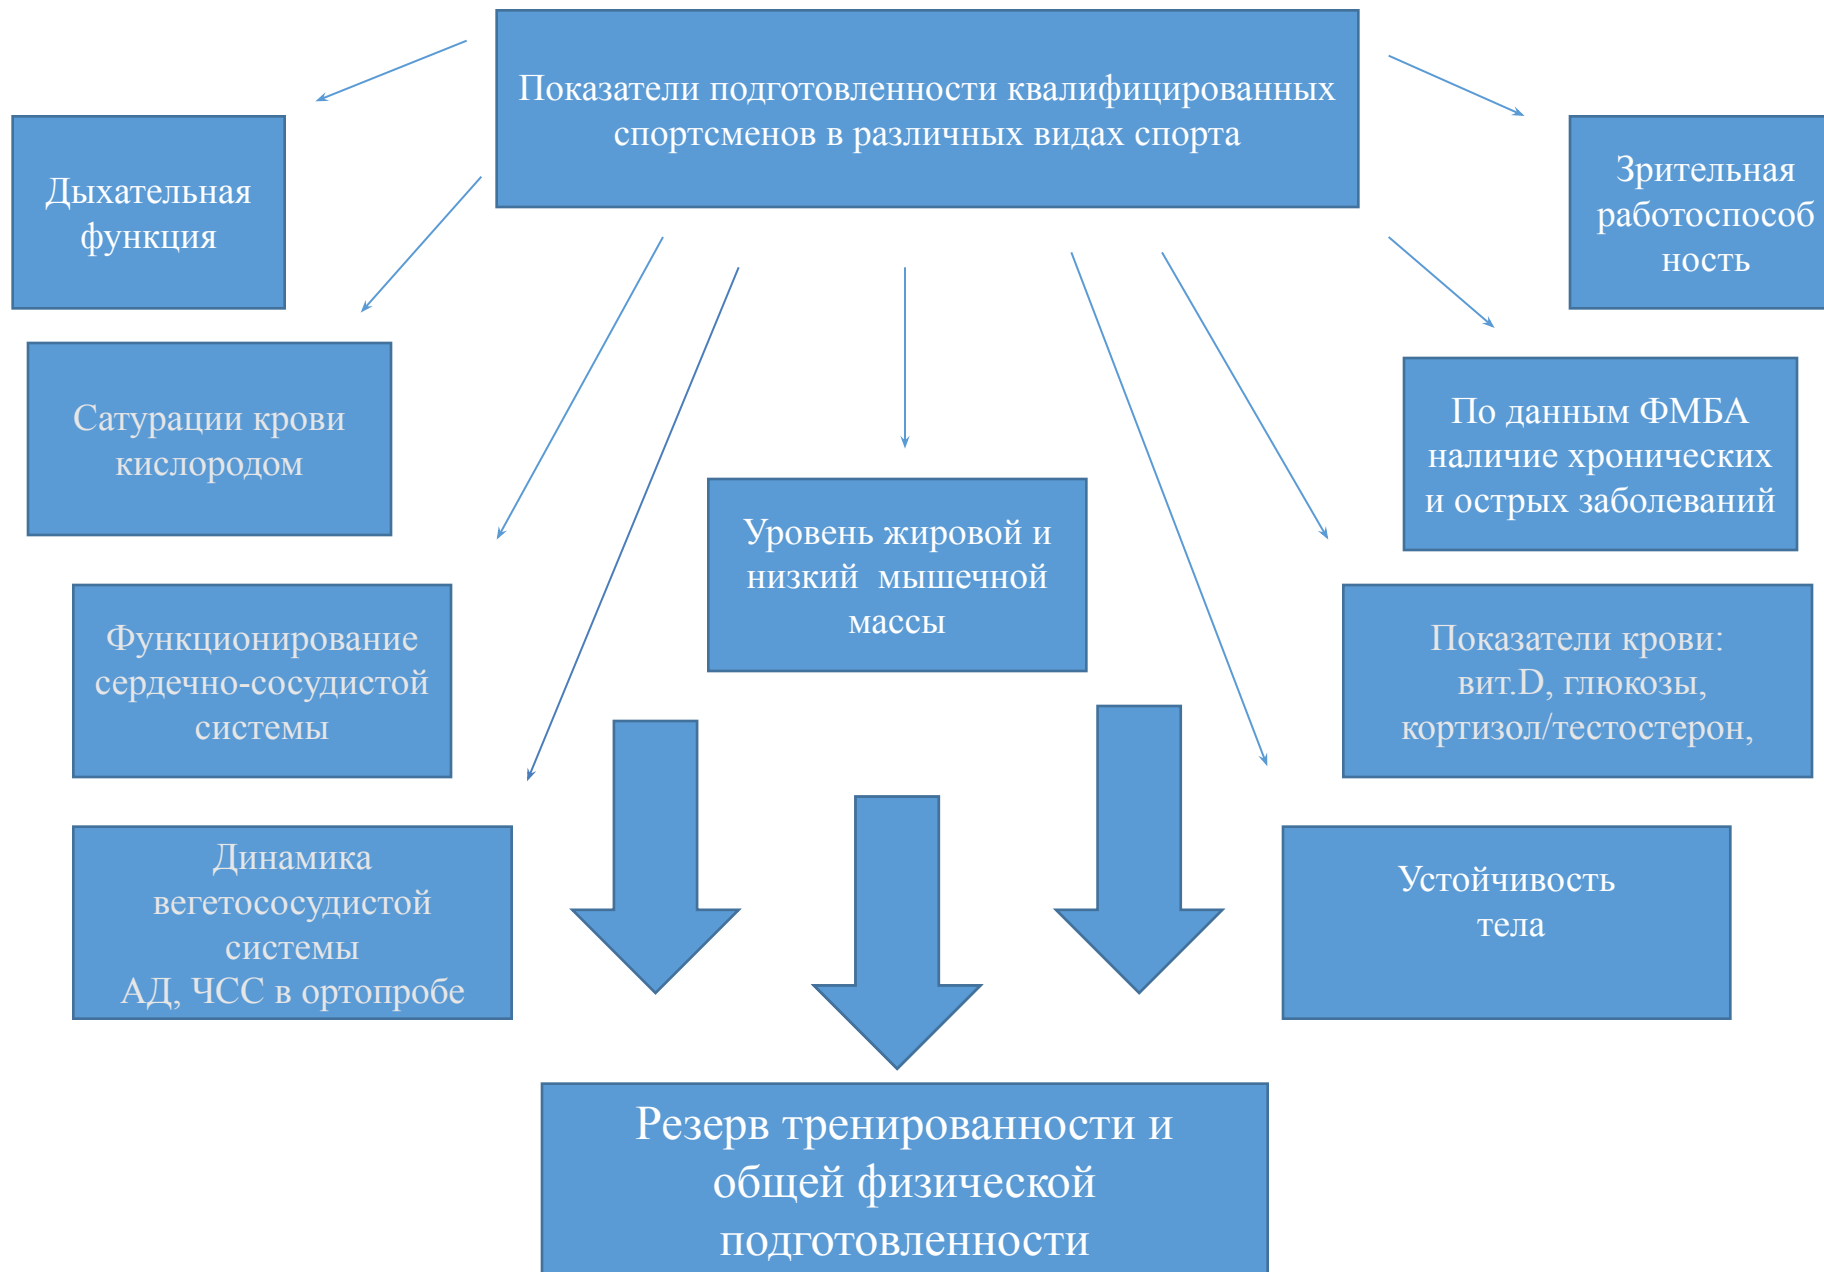 Показатели подготовленности квалифицированных
спортсменов в различных видах спорта
Дыхательная
функция
Зрительная
работоспособ
ность
Сатурации крови
кислородом
По данным ФМБА
наличие хронических
и острых заболеваний
Уровень жировой и
низкий мышечной
массы
Функционирование
сердечно-сосудистой
системы
Показатели крови:
вит.D, глюкозы,
кортизол/тестостерон,
Динамика
вегетососудистой
системы
АД, ЧСС в ортопробе
Устойчивость
тела
Резерв тренированности и
общей физической
подготовленности